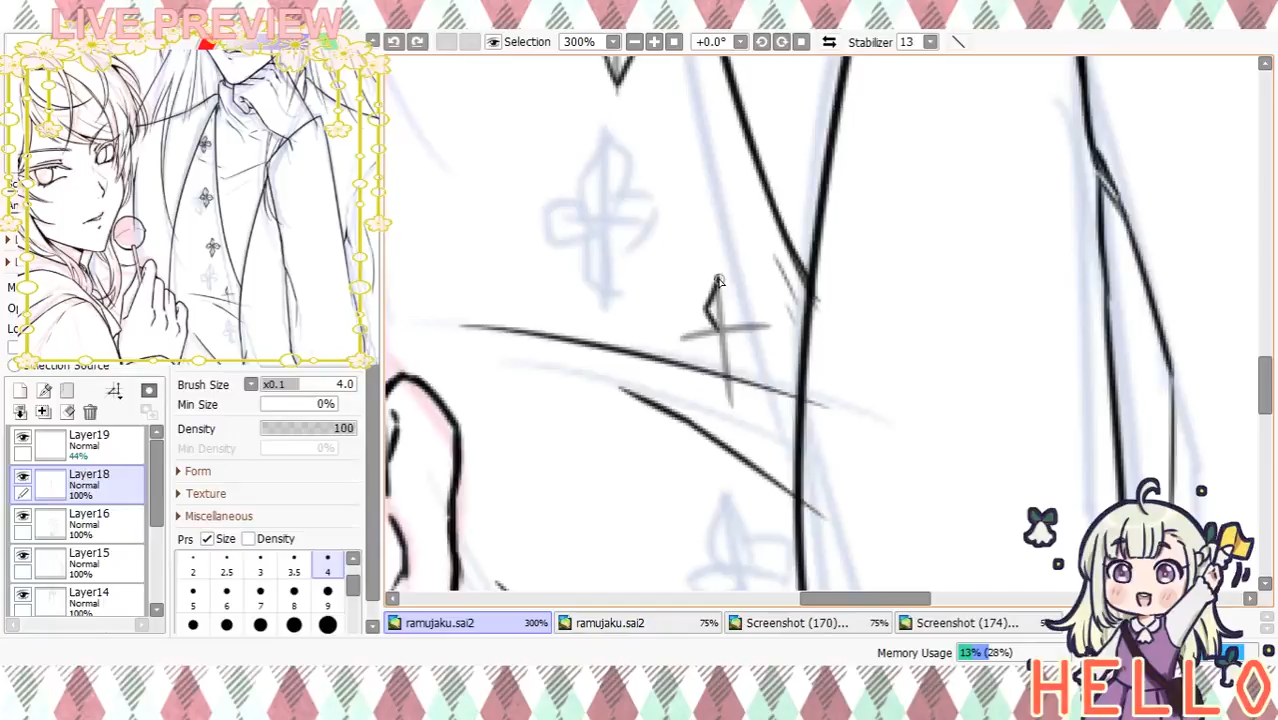 LIVE PREVIEW
Selection 300% +0.0° Stabilizer 13
Selection Source
Brush Size x0.1 4.0
Min Size 0%
Density 100
Min Density 0%
Form
Texture
Miscellaneous
Prs Size Density
2 2.5 3 3.5 4
5 6 7 8 9
Layer19
Normal
44%
Layer18
Normal
100%
Layer16
Normal
100%
Layer15
Normal
100%
Layer14
Normal
100%
ramujaku.sai2 300% ramujaku.sai2 75% Screenshot (170)... 75% Screenshot (174)...
Memory Usage 13% (28%)
HELLO